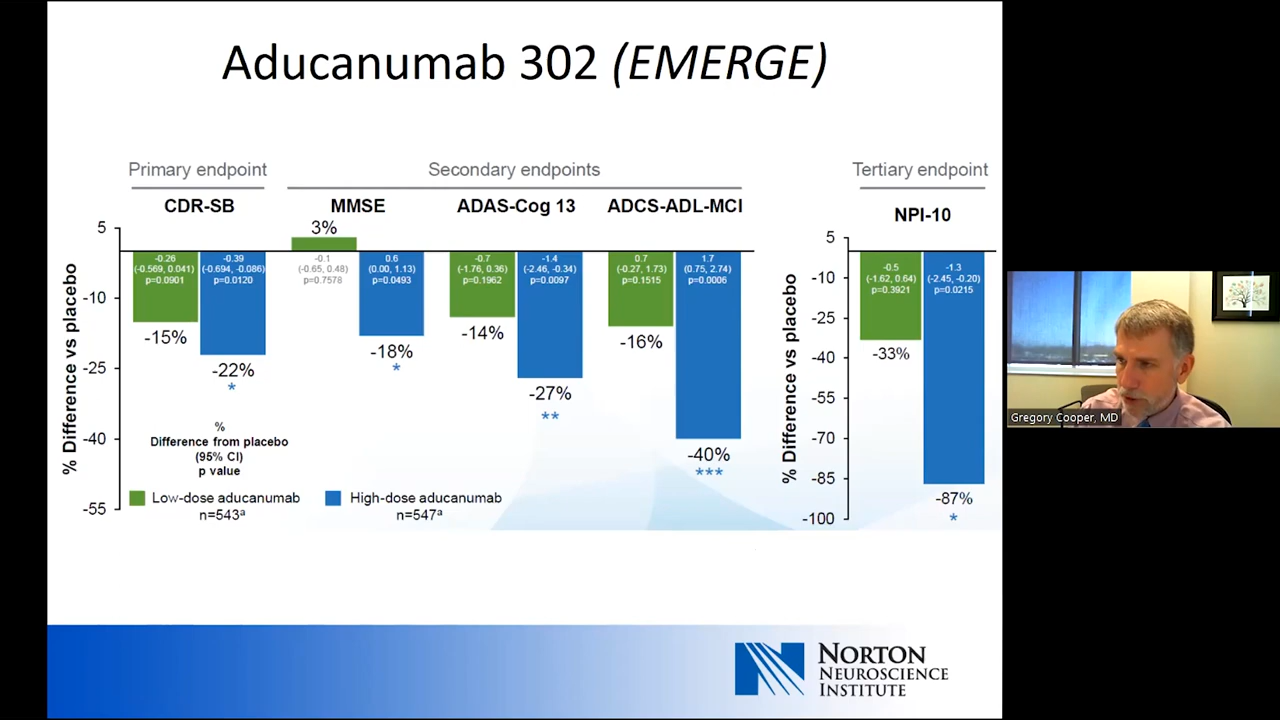 Aducanumab 302 (EMERGE)
Primary endpoint
Secondary endpoints
Tertiary endpoint
CDR-SB
MMSE
ADAS-Cog 13
ADCS-ADL-MCI
NPI-10
% Difference vs placebo
5
-10
-25
-40
-55
-0.26
(-0.569, 0.041)
p=0.0901
-15%
-0.39
(-0.694, -0.086)
p=0.0120
-22%
*
3%
-0.1
(-0.65, 0.48)
p=0.7578
0.6
(0.00, 1.13)
p=0.0493
-18%
*
-0.7
(-1.76, 0.36)
p=0.1962
-14%
-1.4
(-2.46, -0.34)
p=0.0097
-27%
**
0.7
(-0.27, 1.73)
p=0.1515
-16%
1.7
(0.75, 2.74)
p=0.0006
-40%
***
%
Difference from placebo
(95% CI)
p value
Low-dose aducanumab
n=543ᵃ
High-dose aducanumab
n=547ᵃ
% Difference vs placebo
5
-10
-25
-40
-55
-70
-85
-100
-0.5
(-1.62, 0.64)
p=0.3921
-33%
-1.3
(-2.45, -0.20)
p=0.0215
-87%
*
Gregory Cooper, MD
NORTON
NEUROSCIENCE
INSTITUTE